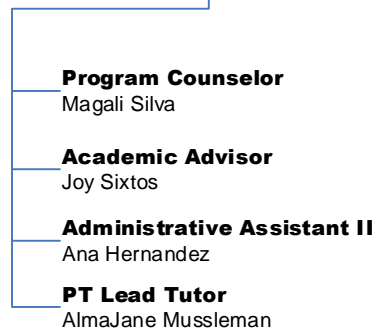 Program Counselor
Magali Silva
Academic Advisor
Joy Sixtos
Administrative Assistant II
Ana Hernandez
PT Lead Tutor
AlmaJane Mussleman